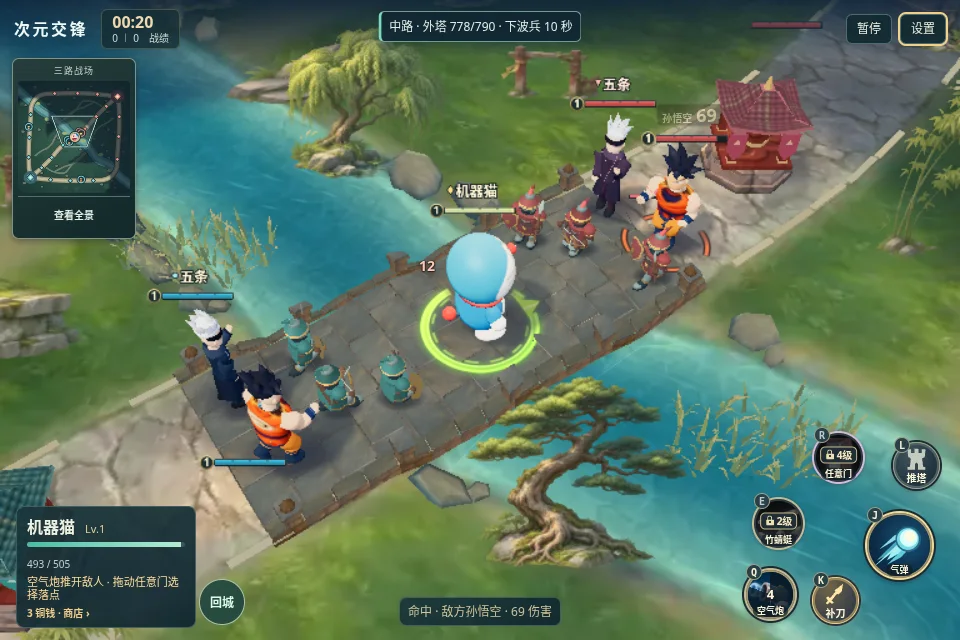 次元交锋
00:20
0 | 0 战绩
中路 · 外塔 778/790 · 下波兵 10 秒
暂停
设置
三路战场
查看全景
五条
1
孙悟空 69
1
机器猫
1
12
五条
1
1
R
4级
任意门
L
推塔
E
2级
竹蜻蜓
J
气弹
Q
4
空气炮
K
补刀
机器猫 Lv.1
493 / 505
空气炮推开敌人 · 拖动任意门选
择落点
3 铜钱 · 商店 ›
回城
命中 · 敌方孙悟空 · 69 伤害